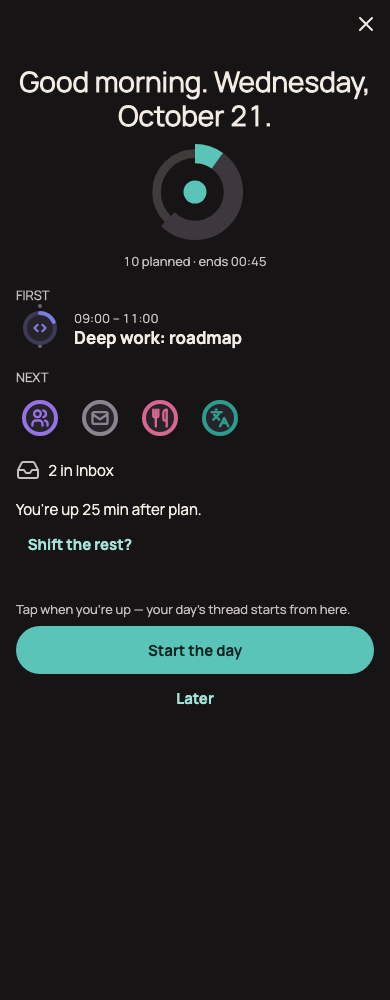 Good morning. Wednesday,
October 21.
10 planned · ends 00:45
FIRST
09:00 – 11:00
Deep work: roadmap
NEXT
2 in Inbox
You're up 25 min after plan.
Shift the rest?
Tap when you're up — your day's thread starts from here.
Start the day
Later